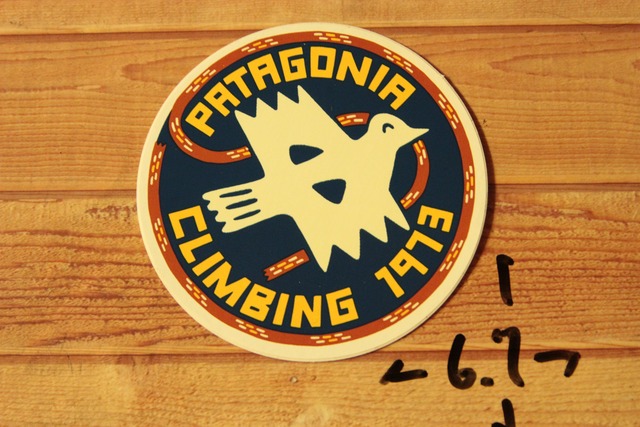 PATAGONIA
CLIMBING 1973
6.7